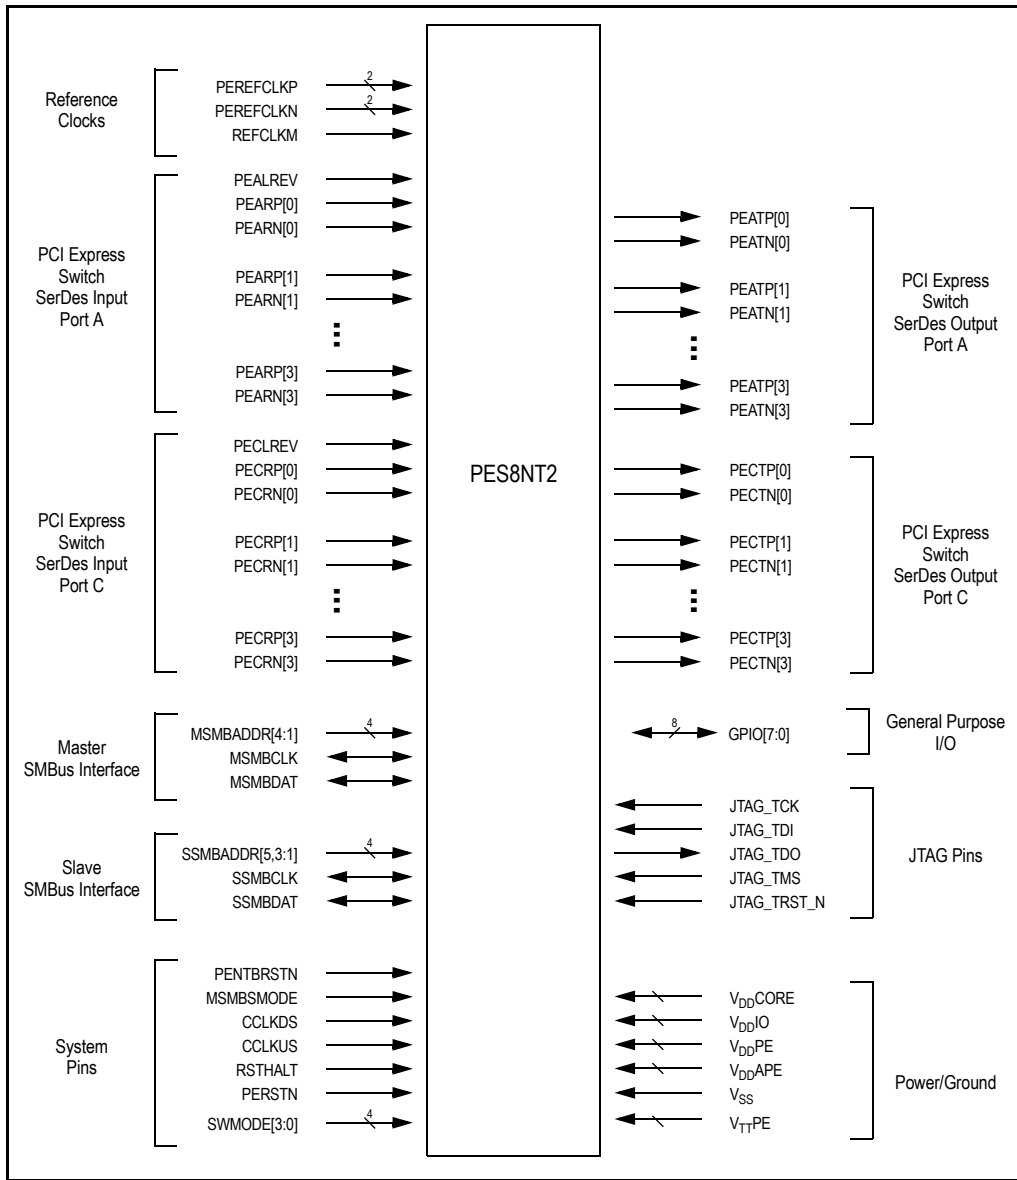 Reference
Clocks
PEREFCLKP
2
PEREFCLKN
2
REFCLKM
PCI Express
Switch
SerDes Input
Port A
PEALREV
PEARP[0]
PEARN[0]
PEARP[1]
PEARN[1]
PEARP[3]
PEARN[3]
PCI Express
Switch
SerDes Input
Port C
PECLREV
PECRP[0]
PECRN[0]
PECRP[1]
PECRN[1]
PECRP[3]
PECRN[3]
Master
SMBus Interface
MSMBADDR[4:1]
4
MSMBCLK
MSMBDAT
Slave
SMBus Interface
SSMBADDR[5,3:1]
4
SSMBCLK
SSMBDAT
System
Pins
PENTBRSTN
MSMBSMODE
CCLKDS
CCLKUS
RSTHALT
PERSTN
SWMODE[3:0]
4
PES8NT2
PEATP[0]
PEATN[0]
PEATP[1]
PEATN[1]
PEATP[3]
PEATN[3]
PCI Express
Switch
SerDes Output
Port A
PECTP[0]
PECTN[0]
PECTP[1]
PECTN[1]
PECTP[3]
PECTN[3]
PCI Express
Switch
SerDes Output
Port C
8
GPIO[7:0]
General Purpose
I/O
JTAG_TCK
JTAG_TDI
JTAG_TDO
JTAG_TMS
JTAG_TRST_N
JTAG Pins
VDDCORE
VDDIO
VDDPE
VDDAPE
VSS
VTTPE
Power/Ground